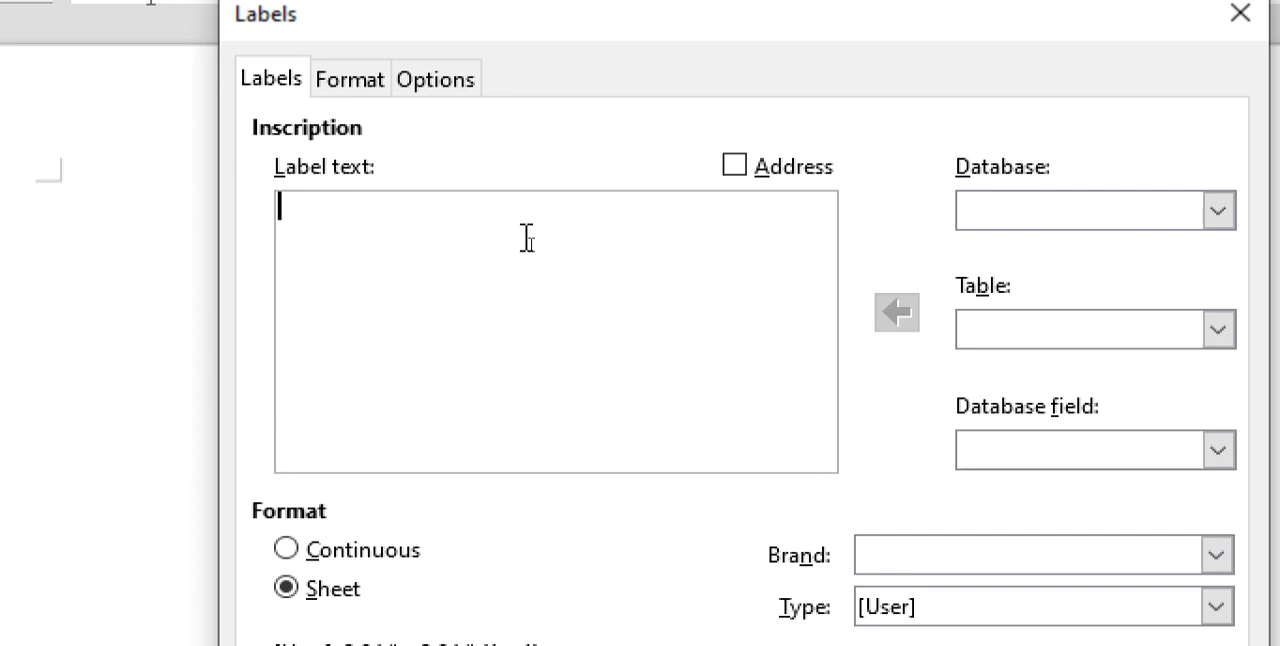 Labels
Labels Format Options
Inscription
Label text: Address Database:
Table:
Database field:
Format
Continuous Brand:
Sheet Type: [User]